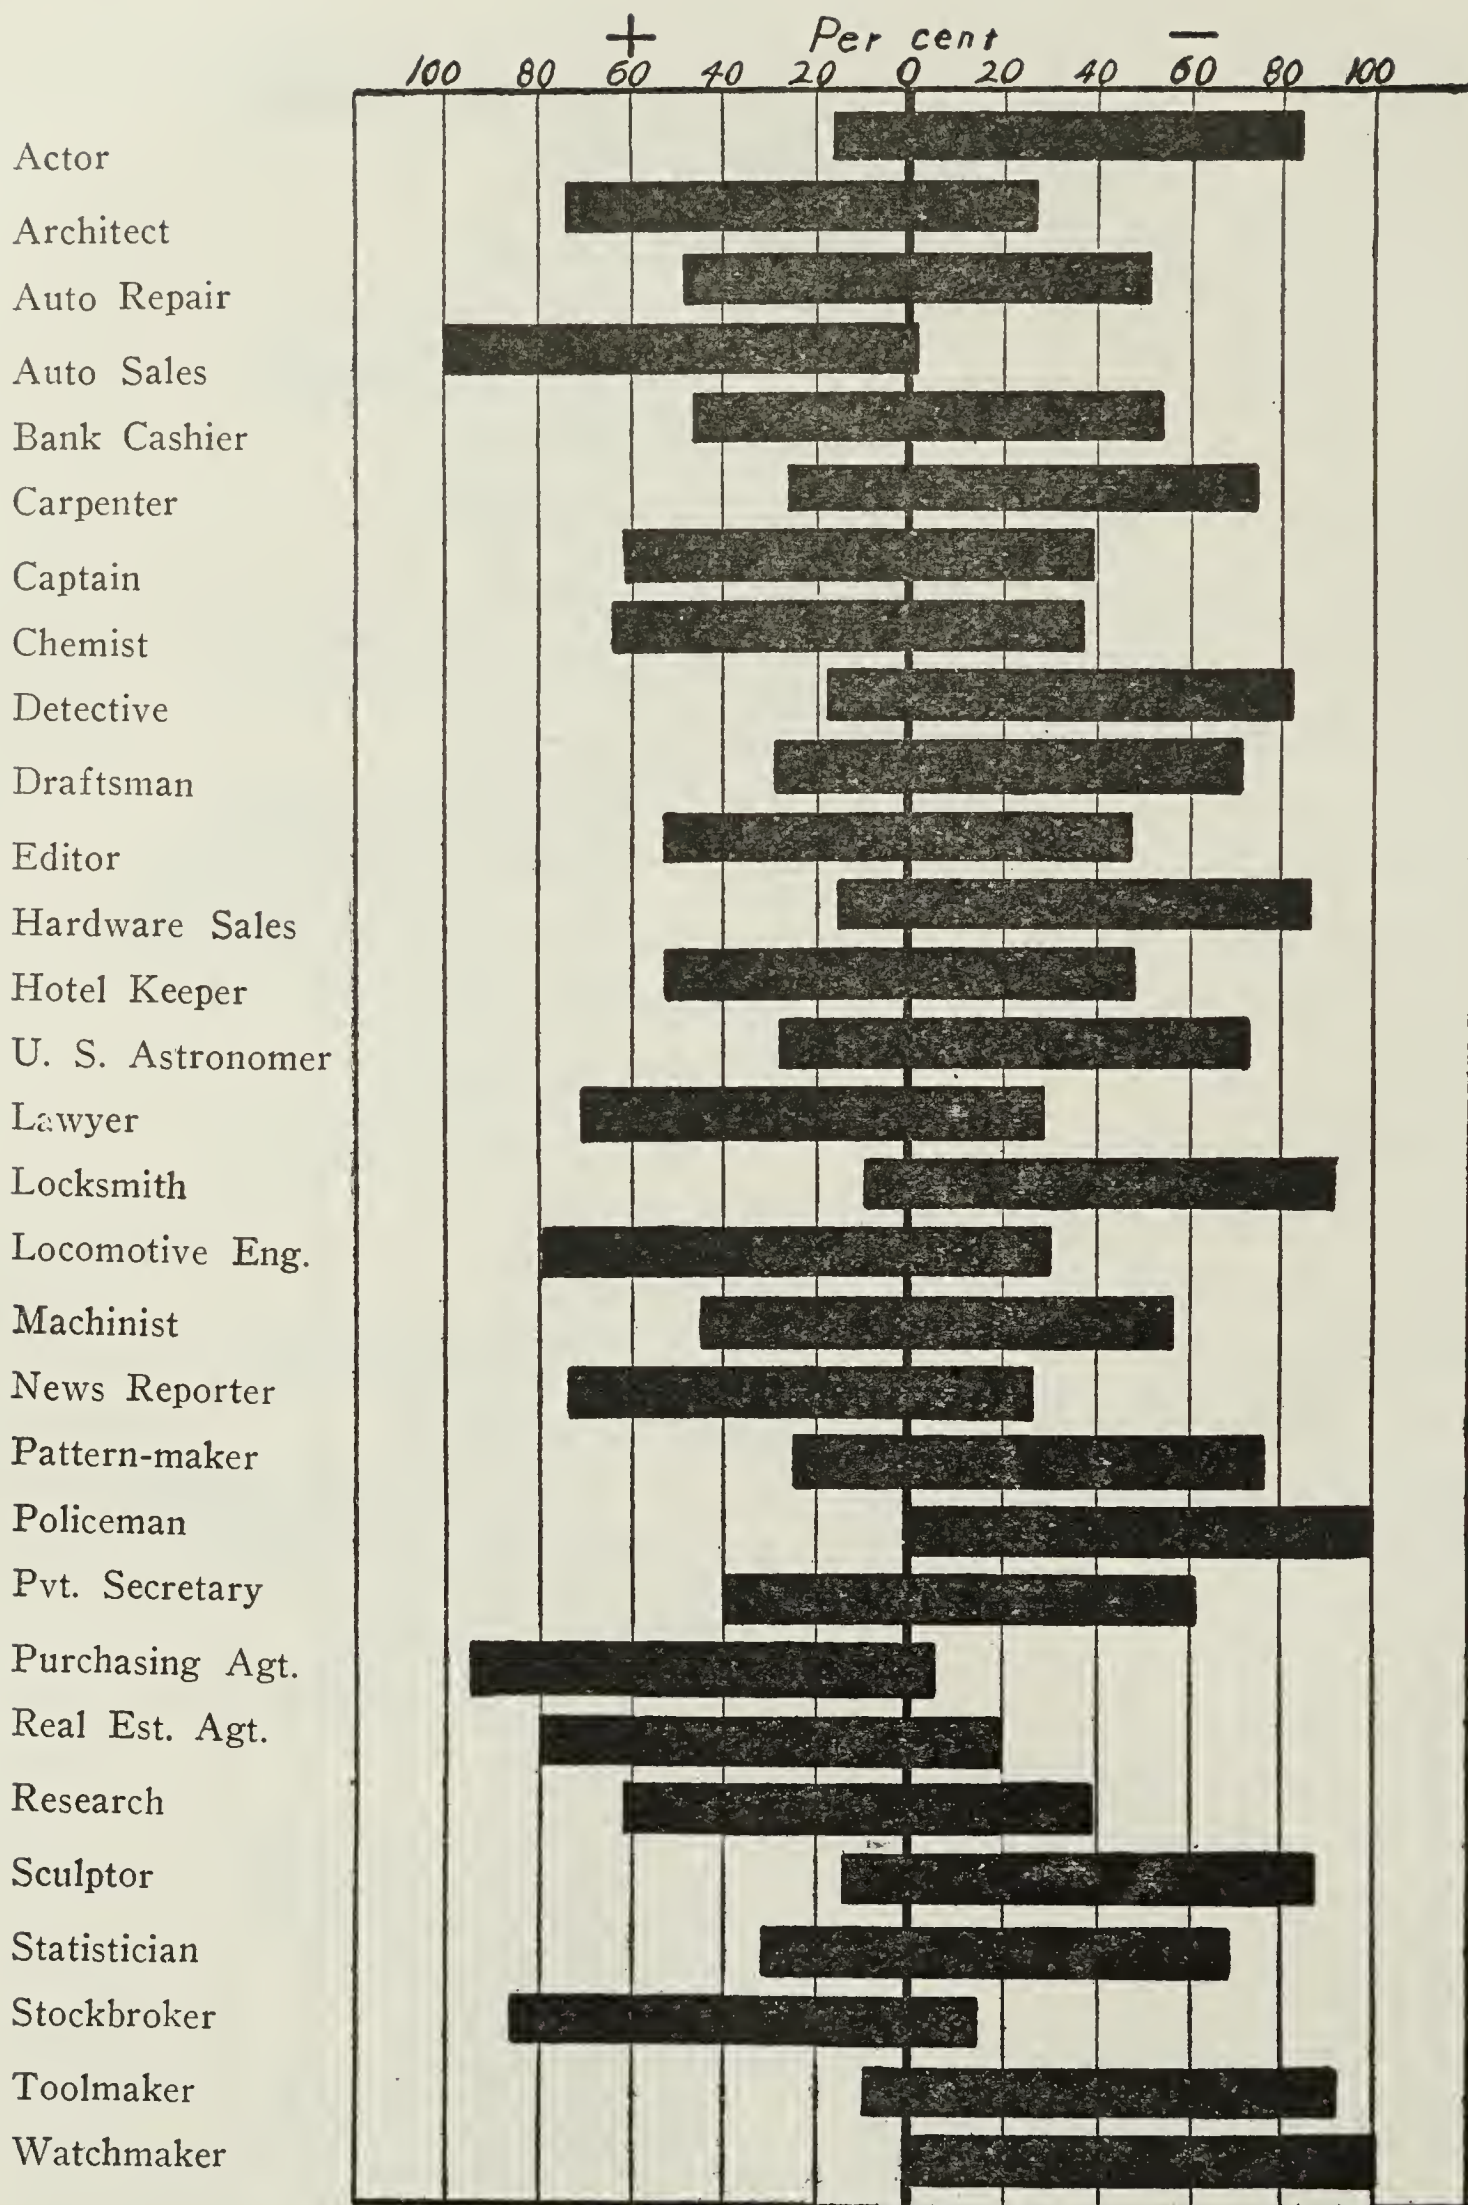 + Per cent —
100 80 60 40 20 0 20 40 60 80 100
Actor
Architect
Auto Repair
Auto Sales
Bank Cashier
Carpenter
Captain
Chemist
Detective
Draftsman
Editor
Hardware Sales
Hotel Keeper
U. S. Astronomer
Lawyer
Locksmith
Locomotive Eng.
Machinist
News Reporter
Pattern-maker
Policeman
Pvt. Secretary
Purchasing Agt.
Real Est. Agt.
Research
Sculptor
Statistician
Stockbroker
Toolmaker
Watchmaker